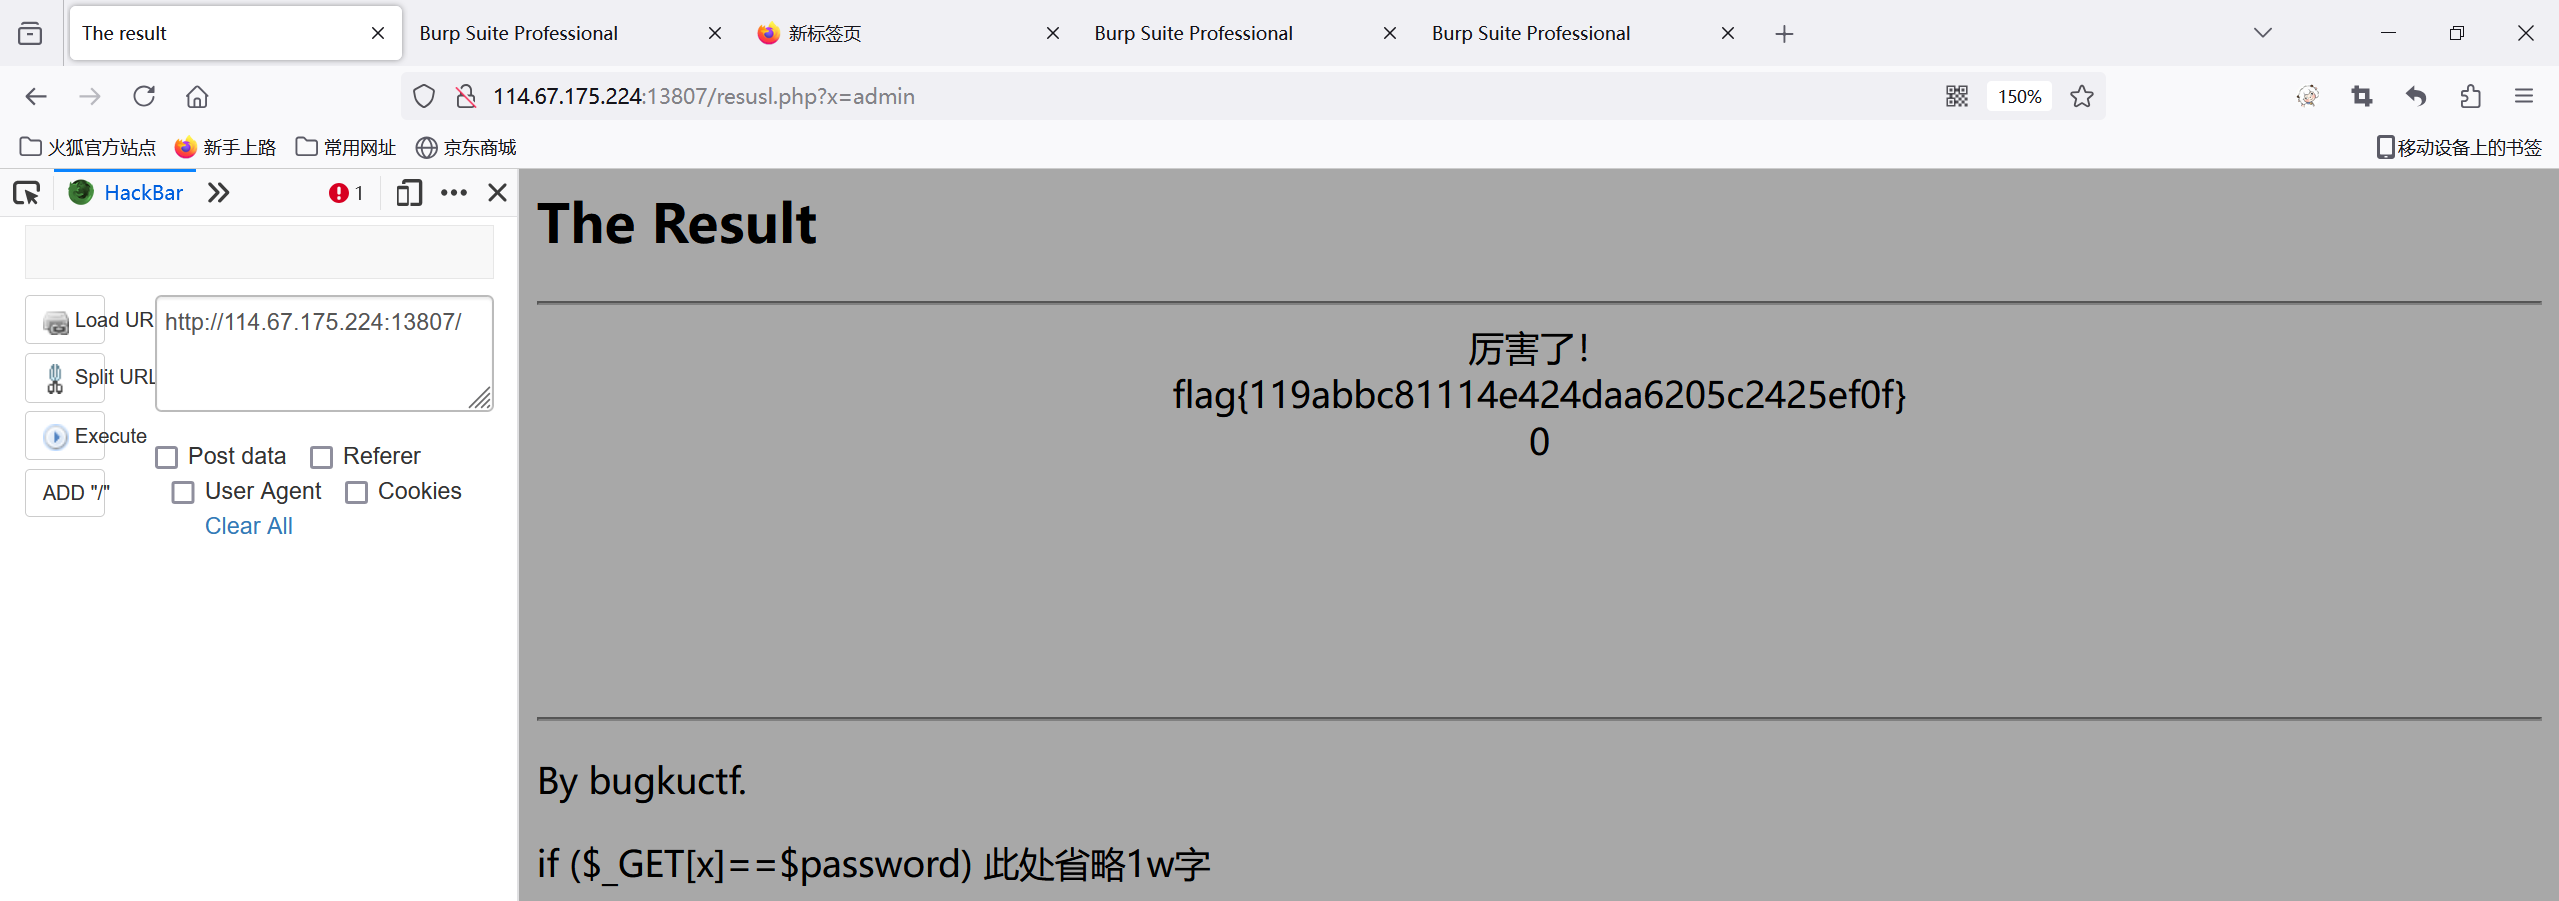 The result
Burp Suite Professional
新标签页
Burp Suite Professional
Burp Suite Professional
114.67.175.224:13807/resusl.php?x=admin
150%
火狐官方站点
新手上路
常用网址
京东商城
移动设备上的书签
HackBar
1
Load UR
http://114.67.175.224:13807/
Split URL
Execute
ADD "/"
Post data
Referer
User Agent
Cookies
Clear All
The Result
厉害了!
flag{119abbc81114e424daa6205c2425ef0f}
0
By bugkuctf.
if ($_GET[x]==$password) 此处省略1w字